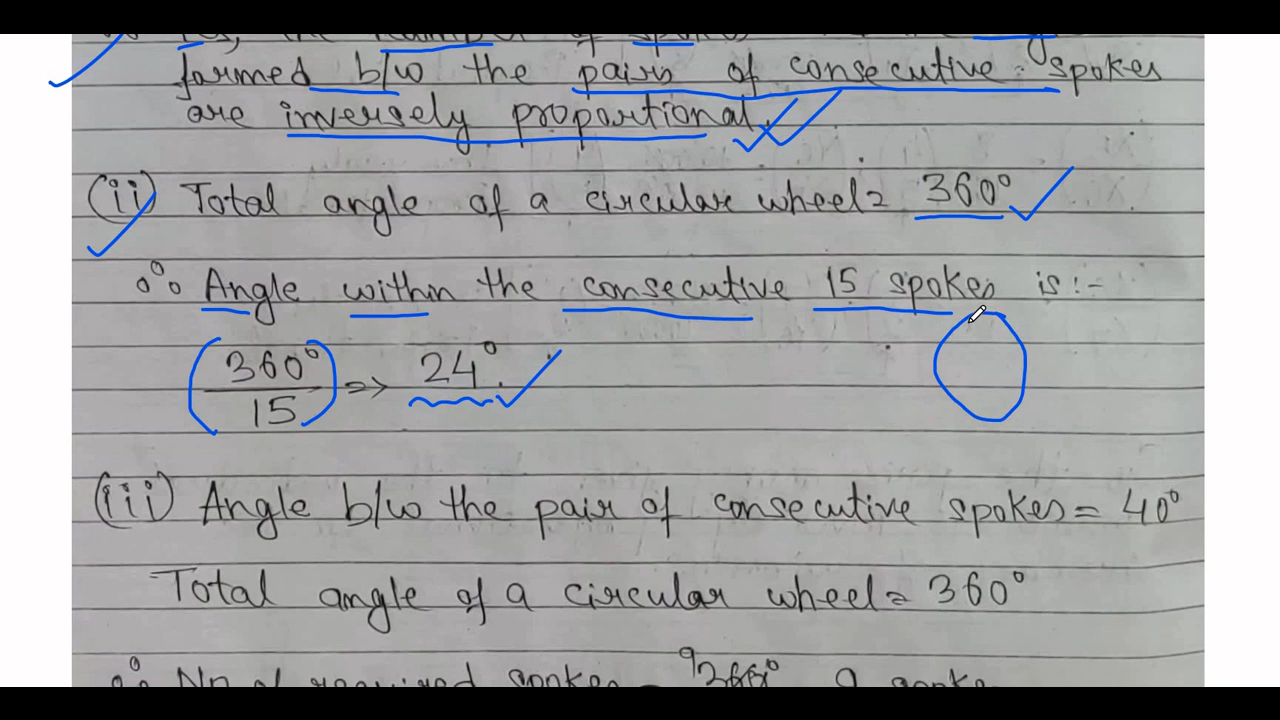 formed b/w the pairs of consecutive spokes
are inversely proportional.
(ii) Total angle of a circular wheel = 360°
∴ Angle within the consecutive 15 spokes is :-
(360°/15) => 24°.
(iii) Angle b/w the pair of consecutive spokes = 40°
Total angle of a circular wheel = 360°